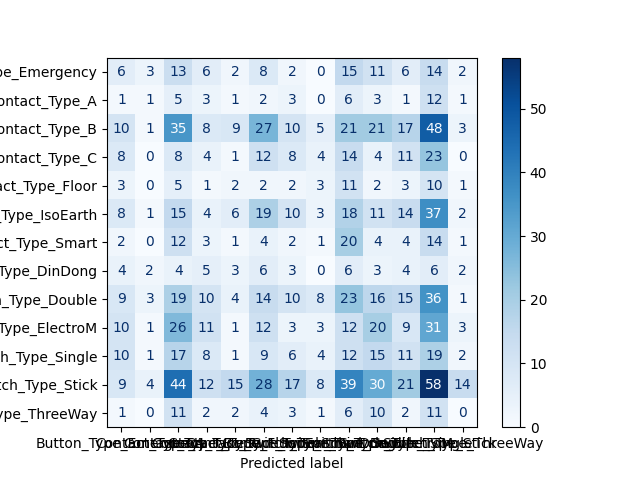 pe_Emergency 6 3 13 6 2 8 2 0 15 11 6 14 2
ontact_Type_A 1 1 5 3 1 2 3 0 6 3 1 12 1
ontact_Type_B 10 1 35 8 9 27 10 5 21 21 17 48 3
ontact_Type_C 8 0 8 4 1 12 8 4 14 4 11 23 0
act_Type_Floor 3 0 5 1 2 2 2 3 11 2 3 10 1
_Type_IsoEarth 8 1 15 4 6 19 10 3 18 11 14 37 2
ct_Type_Smart 2 0 12 3 1 4 2 1 20 4 4 14 1
Type_DinDong 4 2 4 5 3 6 3 0 6 3 4 6 2
h_Type_Double 9 3 19 10 4 14 10 8 23 16 15 36 1
Type_ElectroM 10 1 26 11 1 12 3 3 12 20 9 31 3
ch_Type_Single 10 1 17 8 1 9 6 4 12 15 11 19 2
tch_Type_Stick 9 4 44 12 15 28 17 8 39 30 21 58 14
ype_ThreeWay 1 0 11 2 2 4 3 1 6 10 2 11 0
50
40
30
20
10
0
Predicted label